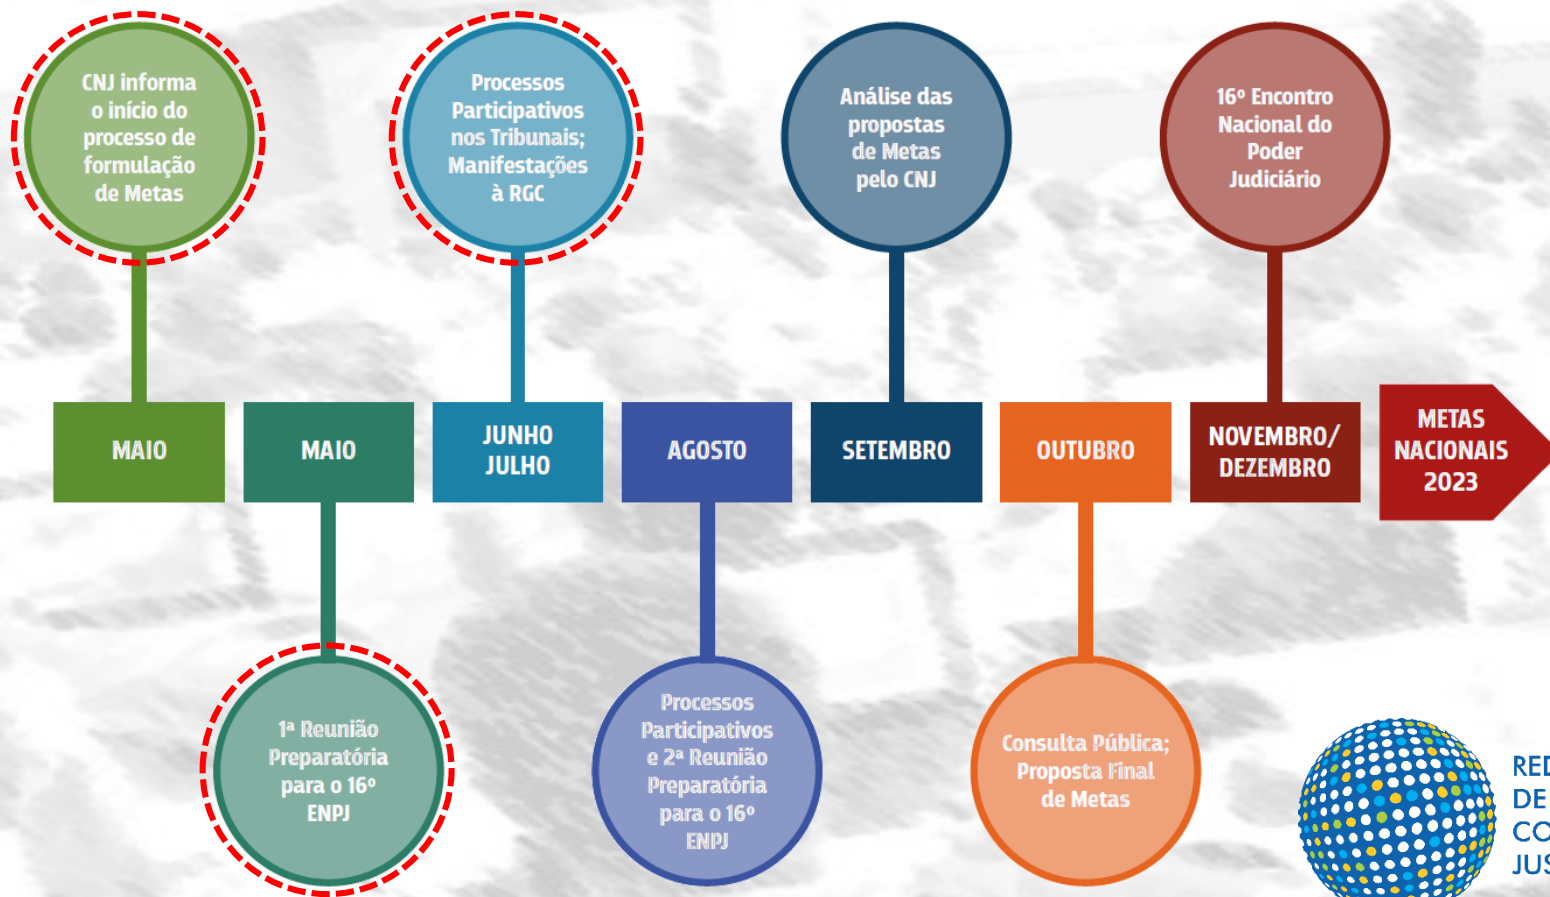 CNJ informa
o início do
processo de
formulação
de Metas
Processos
Participativos
nos Tribunais;
Manifestações
à RGC
Análise das
propostas
de Metas
pelo CNJ
16º Encontro
Nacional do
Poder
Judiciário
MAIO
MAIO
JUNHO
JULHO
AGOSTO
SETEMBRO
OUTUBRO
NOVEMBRO/
DEZEMBRO
METAS
NACIONAIS
2023
1ª Reunião
Preparatória
para o 16º
ENPJ
Processos
Participativos
e 2ª Reunião
Preparatória
para o 16º
ENPJ
Consulta Pública;
Proposta Final
de Metas
DE